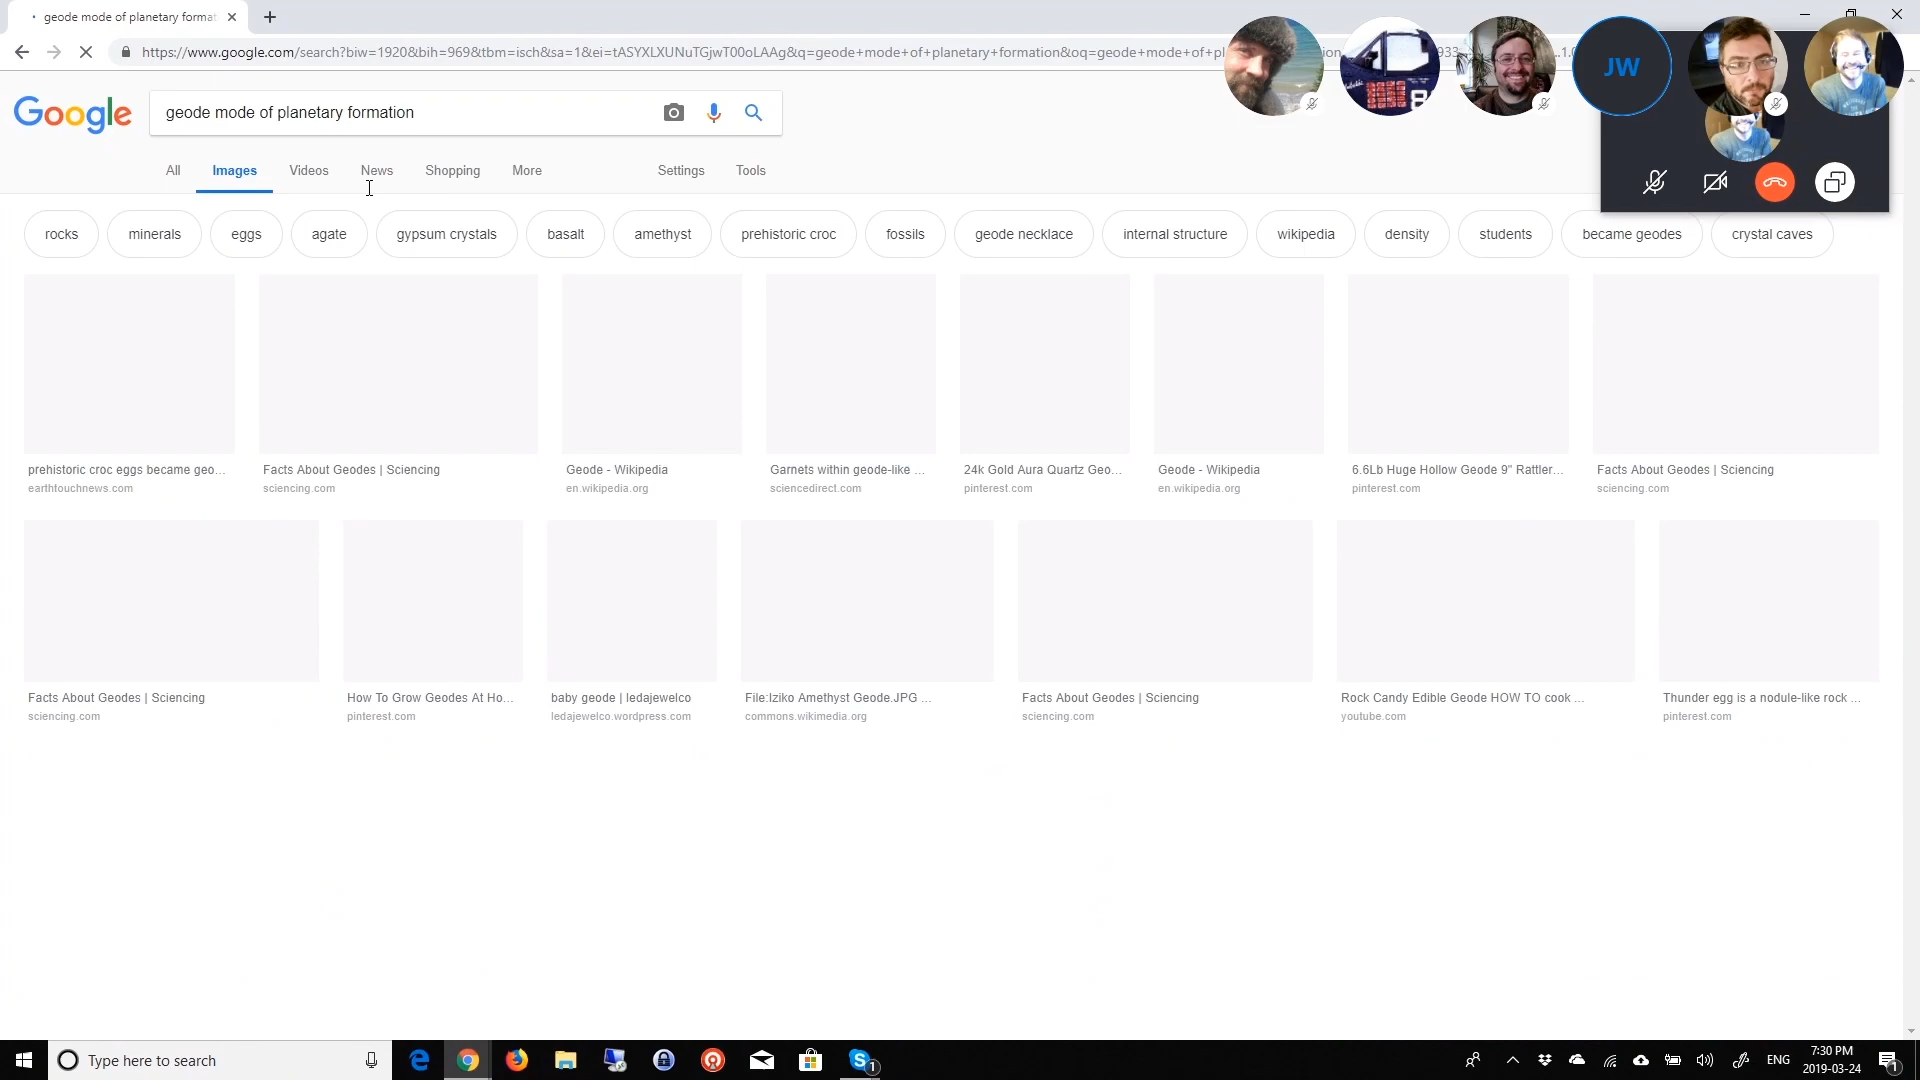 geode mode of planetary format
https://www.google.com/search?biw=1920&bih=969&tbm=isch&sa=1&ei=tASYXLXUNuTGjwT00oLAAg&q=geode+mode+of+planetary+formation&oq=geode+mode+of+pl
Google
geode mode of planetary formation
JW
8
All Images Videos News Shopping More Settings Tools
rocks minerals eggs agate gypsum crystals basalt amethyst prehistoric croc fossils geode necklace internal structure wikipedia density students became geodes crystal caves
prehistoric croc eggs became geo... Facts About Geodes | Sciencing Geode - Wikipedia Garnets within geode-like ... 24k Gold Aura Quartz Geo... Geode - Wikipedia 6.6Lb Huge Hollow Geode 9" Rattler... Facts About Geodes | Sciencing
earthtouchnews.com sciencing.com en.wikipedia.org sciencedirect.com pinterest.com en.wikipedia.org pinterest.com sciencing.com
Facts About Geodes | Sciencing How To Grow Geodes At Ho... baby geode | ledajewelco File:Iziko Amethyst Geode.JPG ... Facts About Geodes | Sciencing Rock Candy Edible Geode HOW TO cook ... Thunder egg is a nodule-like rock ...
sciencing.com pinterest.com ledajewelco.wordpress.com commons.wikimedia.org sciencing.com youtube.com pinterest.com
Type here to search
1
ENG
7:30 PM
2019-03-24
1